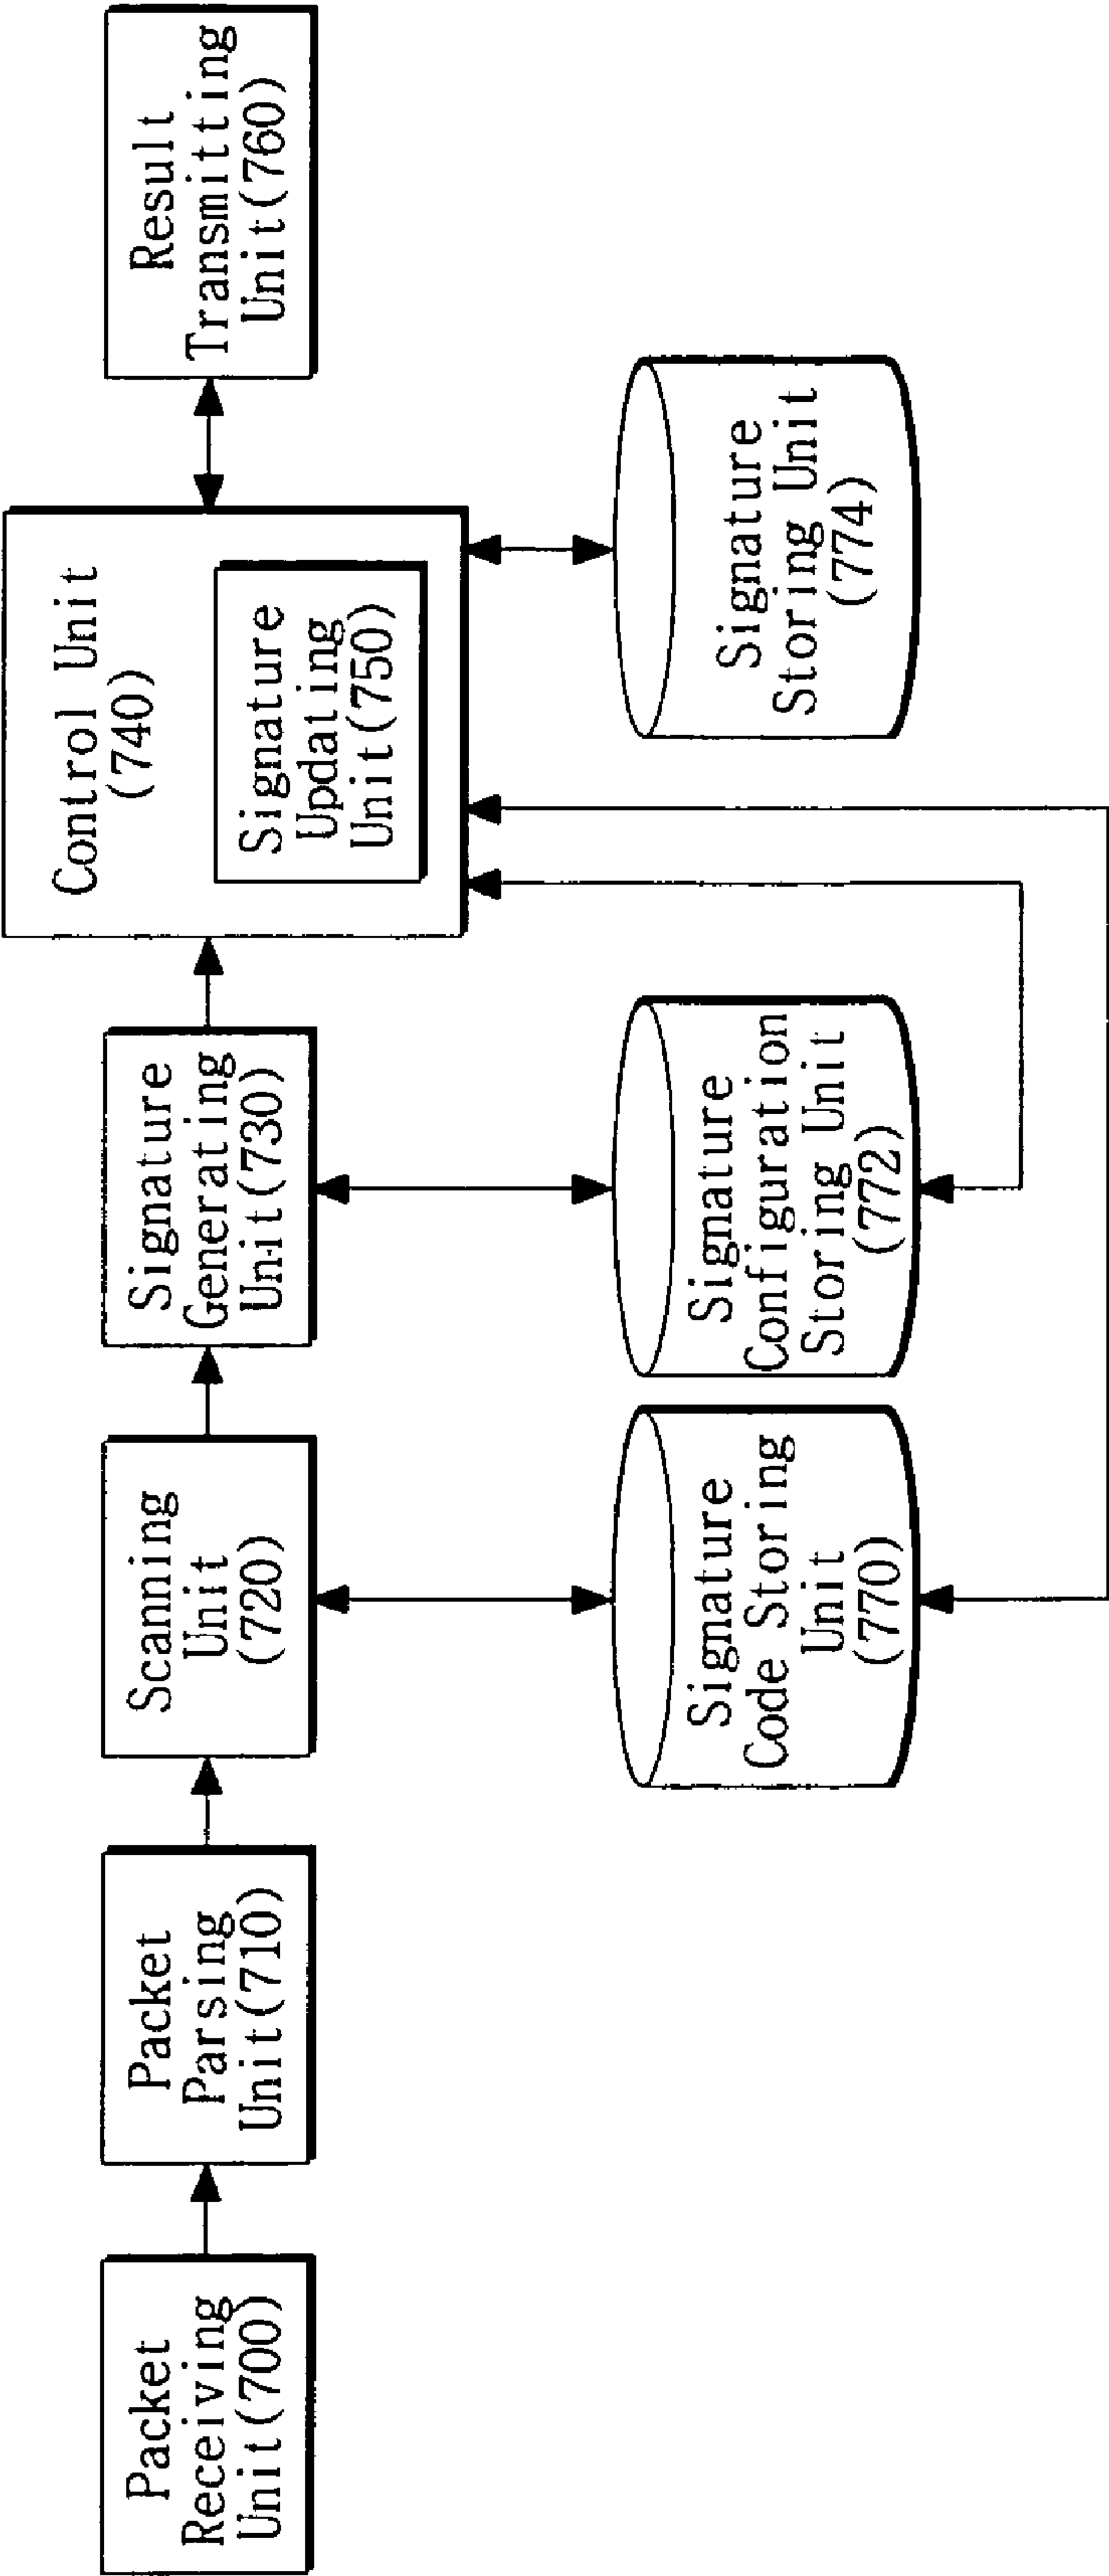 Packet
Receiving
Unit(700)
Packet
Parsing
Unit(710)
Scanning
Unit
(720)
Signature
Generating
Unit(730)
Control Unit
(740)
Signature
Updating
Unit(750)
Result
Transmitting
Unit(760)
Signature
Code Storing
Unit
(770)
Signature
Configuration
Storing Unit
(772)
Signature
Storing Unit
(774)